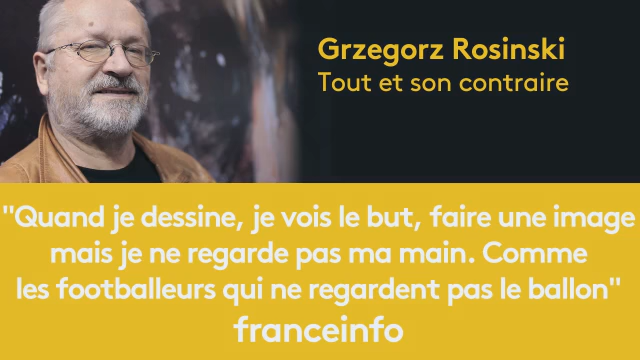 Grzegorz Rosinski
Tout et son contraire
"Quand je dessine, je vois le but, faire une image
mais je ne regarde pas ma main. Comme
les footballeurs qui ne regardent pas le ballon"
franceinfo